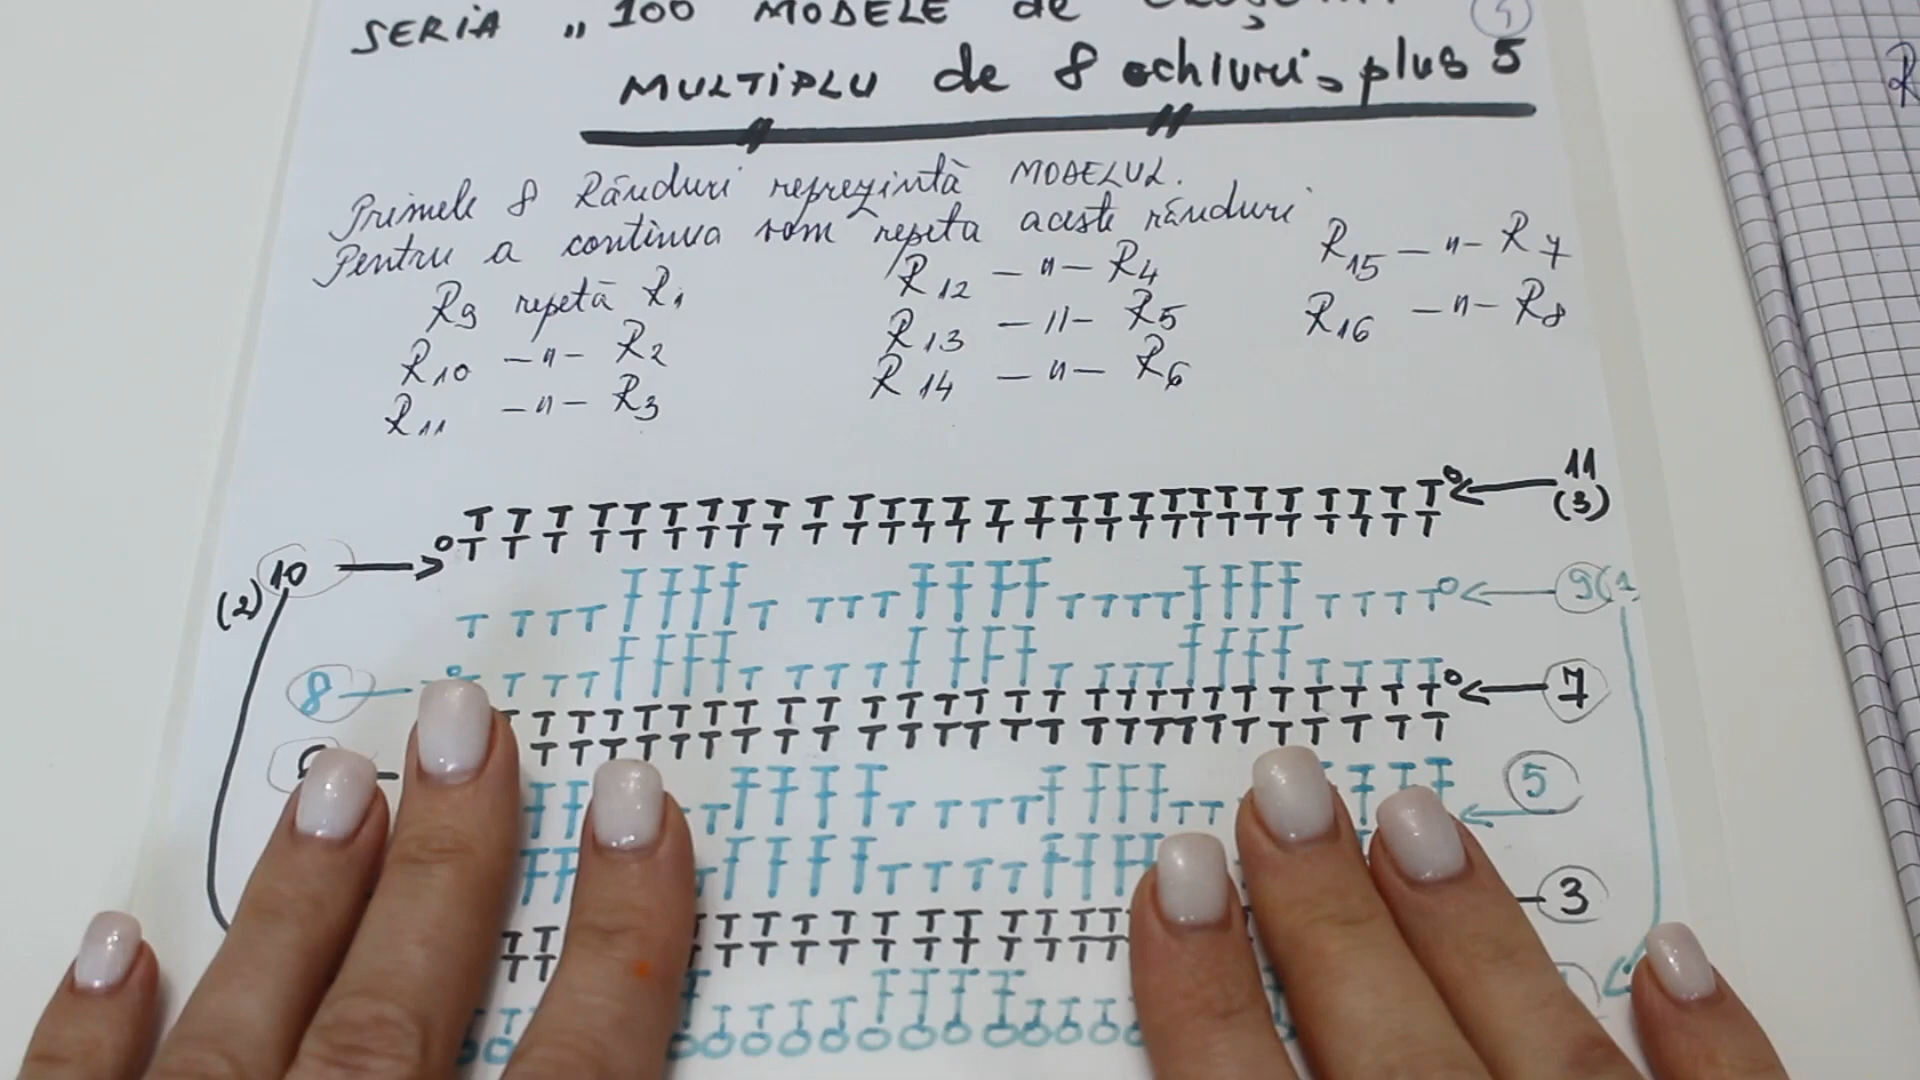 SERIA „100 MODELE de
MULTIPLU de 8 ochiuri, plus 5
Primele 8 Rânduri reprezintă MODELUL.
Pentru a continua vom repeta aceste rânduri
R9 repetă R1
R10 —"— R2
R11 —"— R3
R12 —"— R4
R13 —"— R5
R14 —"— R6
R15 —"— R7
R16 —"— R8
11
(3)
10
(2)
9(1
8
7
5
3